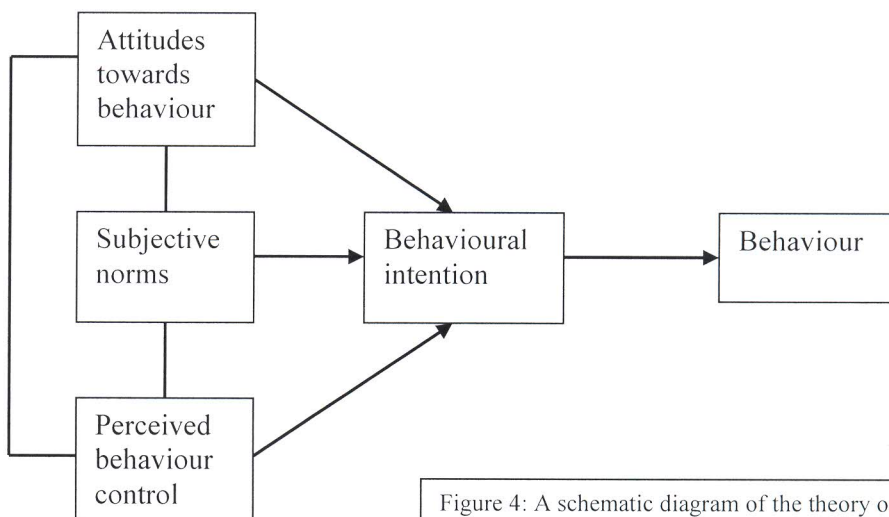 Attitudes
towards
behaviour
Subjective
norms
Behavioural
intention
Behaviour
Perceived
behaviour
control
Figure 4: A schematic diagram of the theory o